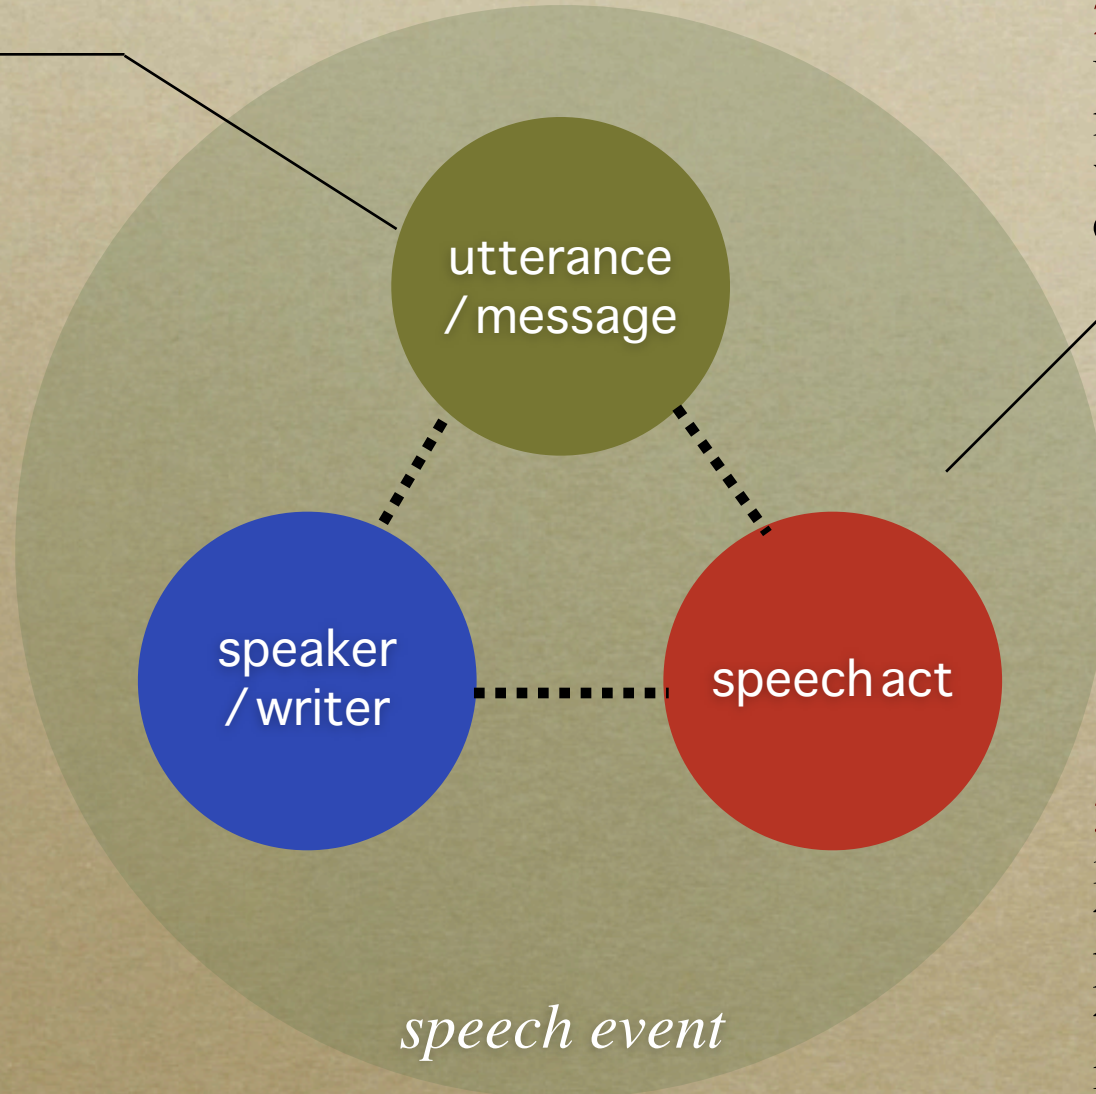 utterance
/message
speaker
/writer
speech act
speech event